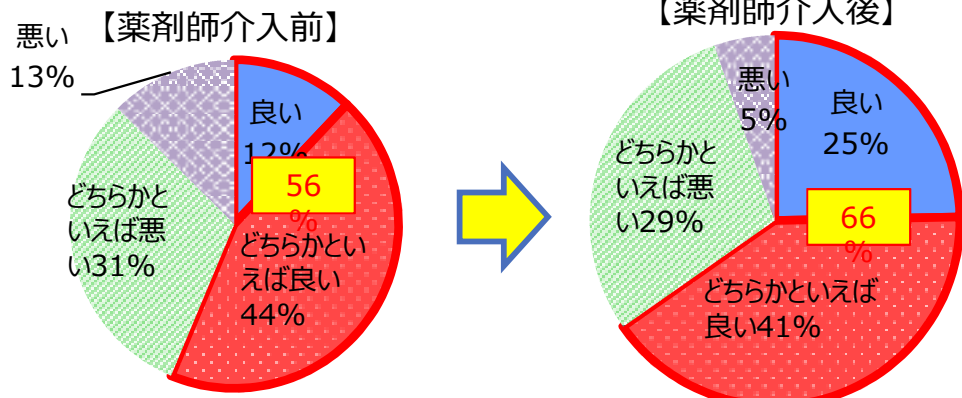 【薬剤師介入前】
悪い
13%
良い
12%
56
%
どちらかと
いえば悪
い31%
どちらかとい
えば良い
44%
【薬剤師介入後】
悪い
5%
良い
25%
どちらかと
いえば悪
い29%
66
%
どちらかといえば
良い41%